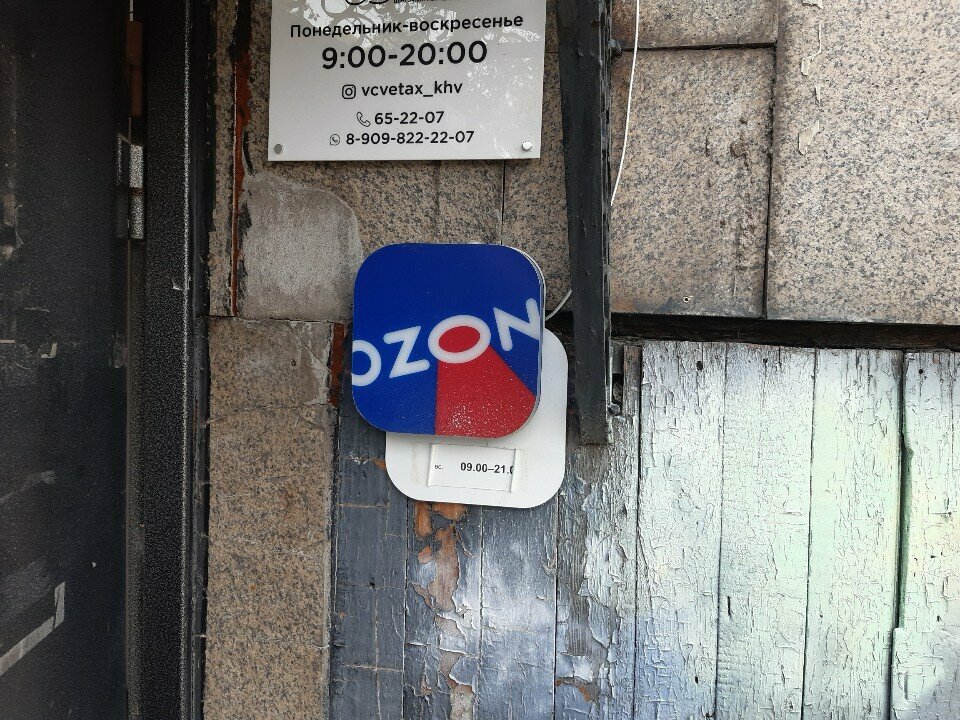 Понедельник-воскресенье
9:00-20:00
vcvetax_khv
65-22-07
8-909-822-22-07
OZON
вс. 09.00–21.0